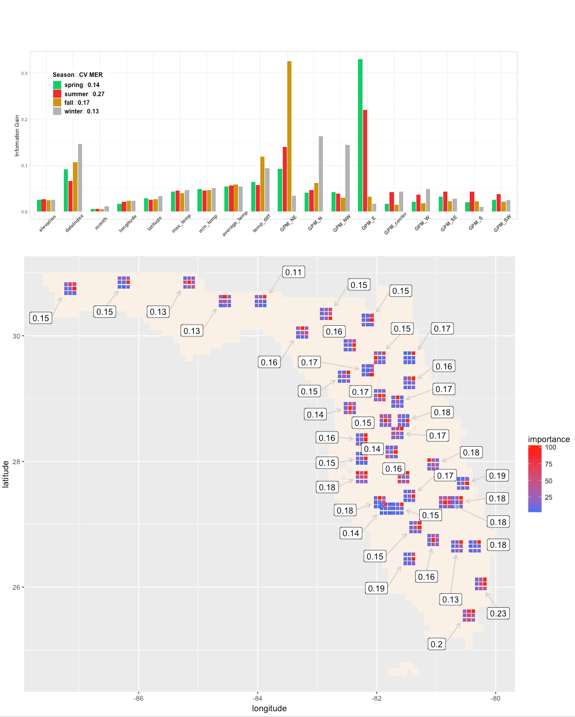 Season CV MER
spring 0.14
summer 0.27
fall 0.17
winter 0.13
Information Gain
0.3
0.2
0.1
0.0
elevation
dataIndex
month
longitude
latitude
max_temp
min_temp
average_temp
temp_diff
GPM_NE
GPM_N
GPM_NW
GPM_E
GPM_center
GPM_W
GPM_SE
GPM_S
GPM_SW
0.11
0.15
0.15
0.15
0.15
0.13
0.13
0.16
0.15
0.17
0.16
0.17
0.16
0.15
0.17
0.17
0.14
0.18
0.15
0.16
0.14
0.17
0.15
0.18
0.16
0.17
0.19
0.18
0.18
0.15
0.18
0.14
0.18
0.15
0.16
0.19
0.13
0.23
0.2
30
28
26
latitude
-86
-84
-82
-80
longitude
importance
100
75
50
25